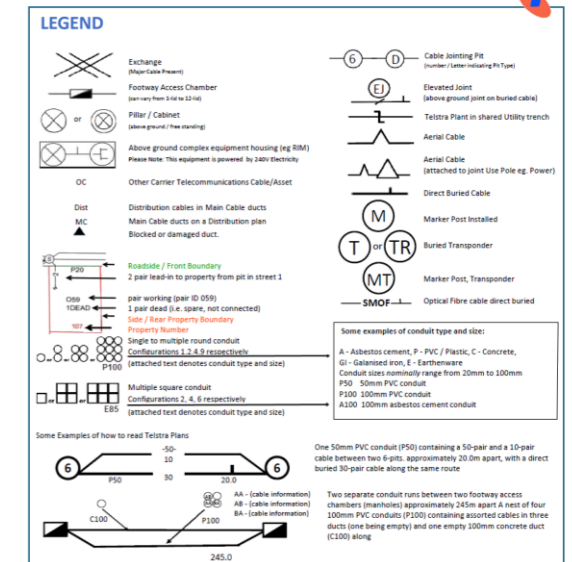 LEGEND
Exchange
(Major Cable Present)
Footway Access Chamber
(can vary from 1-lid to 12-lid)
or
Pillar / Cabinet
(above ground / free standing)
E
Above ground complex equipment housing (eg RIM)
Please Note: This equipment is powered by 240V Electricity
OC
Other Carrier Telecommunications Cable/Asset
Dist
Distribution cables in Main Cable ducts
MC
Main Cable ducts on a Distribution plan
Blocked or damaged duct.
P20
Roadside / Front Boundary
2 pair lead-in to property from pit in street 1
059
pair working (pair ID 059)
1DEAD
1 pair dead (i.e. spare, not connected)
Side / Rear Property Boundary
107
Property Number
Single to multiple round conduit
Configurations 1.2.4.9 respectively
P100
(attached text denotes conduit type and size)
Multiple square conduit
Configurations 2, 4, 6 respectively
E85
(attached text denotes conduit type and size)
6
D
Cable Jointing Pit
(number / Letter indicating Pit Type)
EJ
Elevated Joint
(above ground joint on buried cable)
Telstra Plant in shared Utility trench
Aerial Cable
Aerial Cable
(attached to joint Use Pole eg. Power)
Direct Buried Cable
M
Marker Post Installed
T
or
TR
Buried Transponder
MT
Marker Post, Transponder
SMOF
Optical Fibre cable direct buried
Some examples of conduit type and size:
A - Asbestos cement, P - PVC / Plastic, C - Concrete,
GI - Galanised iron, E - Earthenware
Conduit sizes nominally range from 20mm to 100mm
P50 50mm PVC conduit
P100 100mm PVC conduit
A100 100mm asbestos cement conduit
Some Examples of how to read Telstra Plans
-50-
10
6
6
P50
30
20.0
One 50mm PVC conduit (P50) containing a 50-pair and a 10-pair
cable between two 6-pits. approximately 20.0m apart, with a direct
buried 30-pair cable along the same route
AA - (cable information)
AB - (cable information)
BA - (cable information)
C100
P100
245.0
Two separate conduit runs between two footway access
chambers (manholes) approximately 245m apart A nest of four
100mm PVC conduits (P100) containing assorted cables in three
ducts (one being empty) and one empty 100mm concrete duct
(C100) along